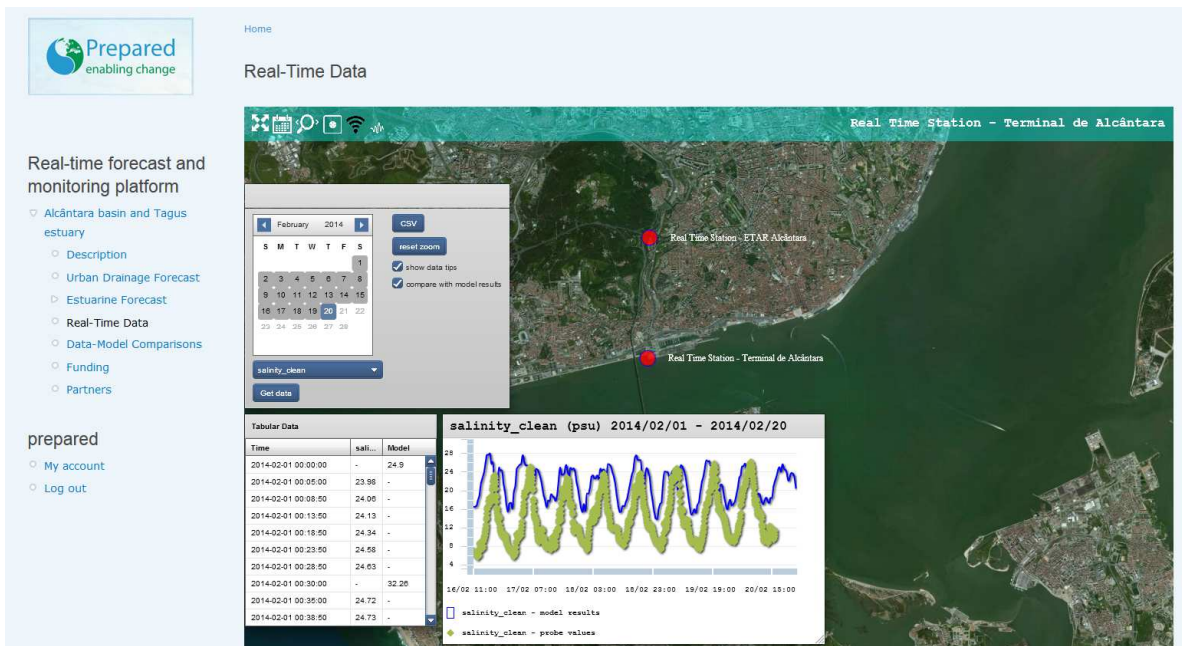 Prepared
enabling change
Home
Real-Time Data
Real Time Station - Terminal de Alcântara
Real-time forecast and
monitoring platform
Alcântara basin and Tagus
estuary
Description
Urban Drainage Forecast
Estuarine Forecast
Real-Time Data
Data-Model Comparisons
Funding
Partners
prepared
My account
Log out
February 2014
S M T W T F S
1
2 3 4 5 6 7 8
9 10 11 12 13 14 15
16 17 18 19 20 21 22
23 24 25 26 27 28
CSV
reset zoom
show data tips
compare with model results
salinity_clean
Get data
Real Time Station - ETAR Alcântara
Real Time Station - Terminal de Alcântara
Tabular Data
Time sali... Model
2014-02-01 00:00:00 - 24.9
2014-02-01 00:05:00 23.98 -
2014-02-01 00:08:50 24.06 -
2014-02-01 00:13:50 24.13 -
2014-02-01 00:18:50 24.34 -
2014-02-01 00:23:50 24.58 -
2014-02-01 00:28:50 24.63 -
2014-02-01 00:30:00 - 32.26
2014-02-01 00:35:00 24.72 -
2014-02-01 00:38:50 24.73 -
salinity_clean (psu) 2014/02/01 - 2014/02/20
28
24
20
16
12
8
4
16/02 11:00 17/02 07:00 18/02 03:00 18/02 23:00 19/02 19:00 20/02 15:00
salinity_clean - model results
salinity_clean - probe values